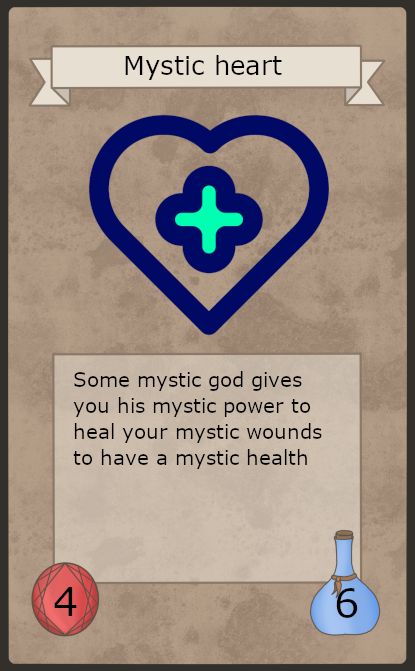 Mystic heart
Some mystic god gives
you his mystic power to
heal your mystic wounds
to have a mystic health
4
6